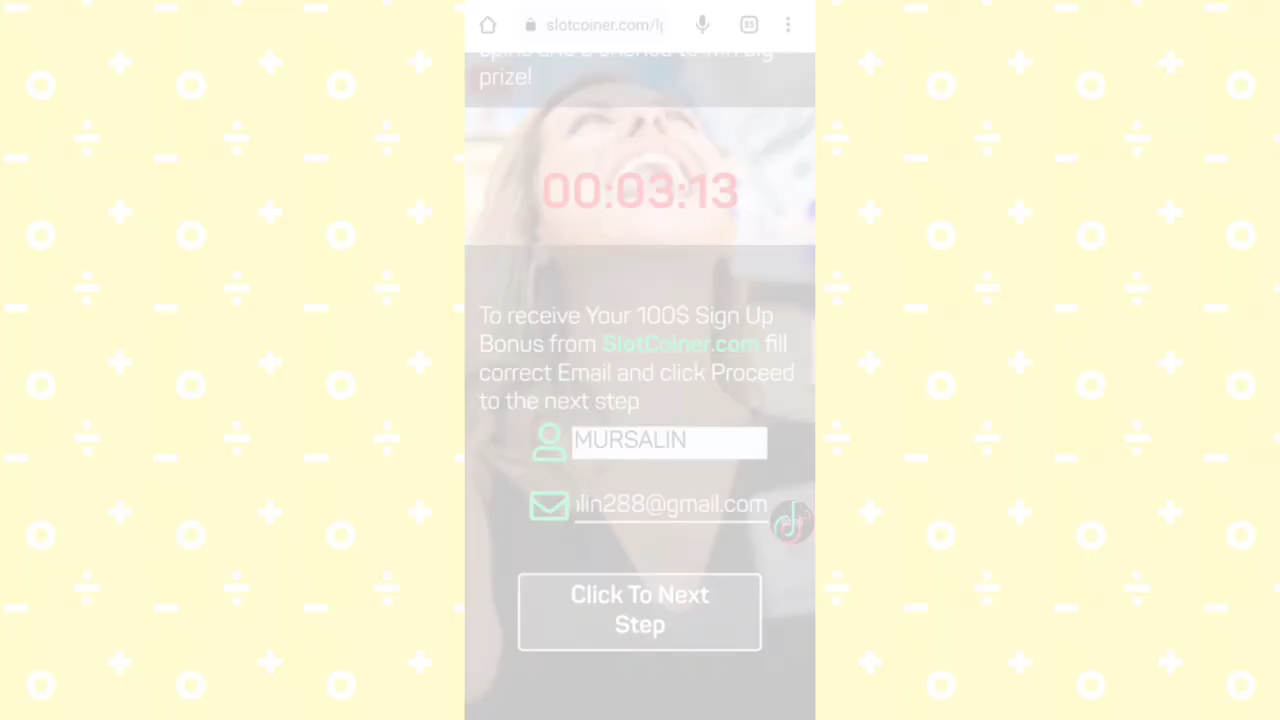 slotcoiner.com/l
85
prize!
00:03:13
To receive Your 100$ Sign Up
Bonus from SlotCoiner.com fill
correct Email and click Proceed
to the next step
MURSALIN
lin288@gmail.com
Click To Next
Step